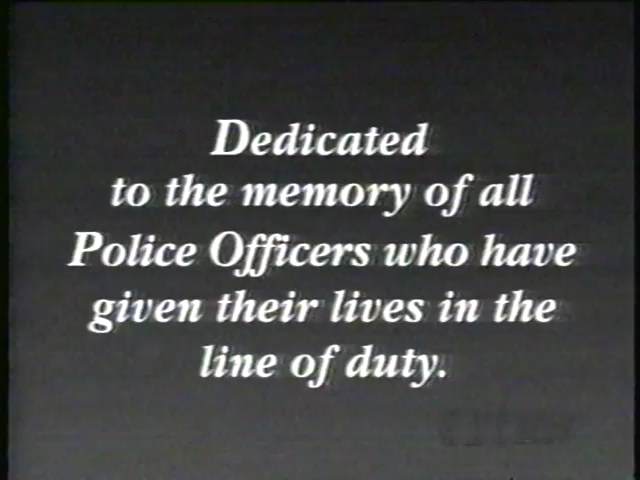 Dedicated
to the memory of all
Police Officers who have
given their lives in the
line of duty.